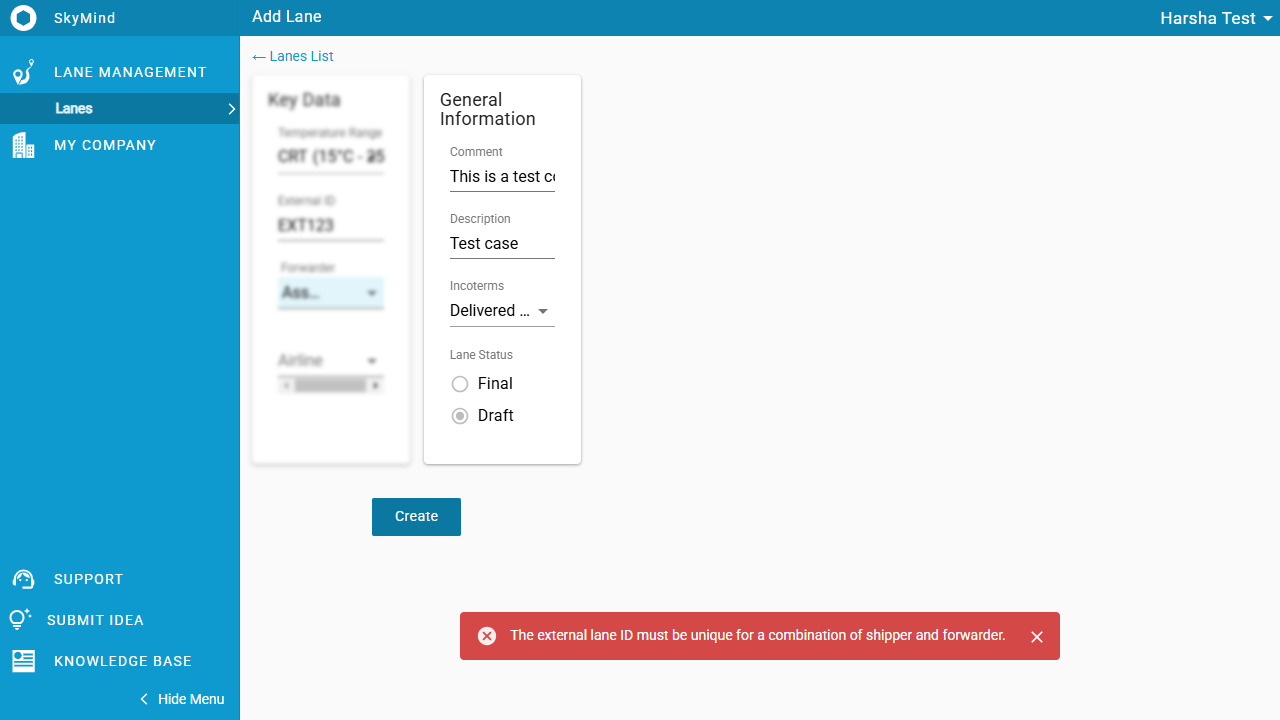 SkyMind
Add Lane
Harsha Test
LANE MANAGEMENT
Lanes
MY COMPANY
SUPPORT
SUBMIT IDEA
KNOWLEDGE BASE
Hide Menu
← Lanes List
Key Data
Temperature Range
CRT (15°C - 25
External ID
EXT123
Forwarder
Ass...
Airline
General
Information
Comment
This is a test co
Description
Test case
Incoterms
Delivered ...
Lane Status
Final
Draft
Create
The external lane ID must be unique for a combination of shipper and forwarder.